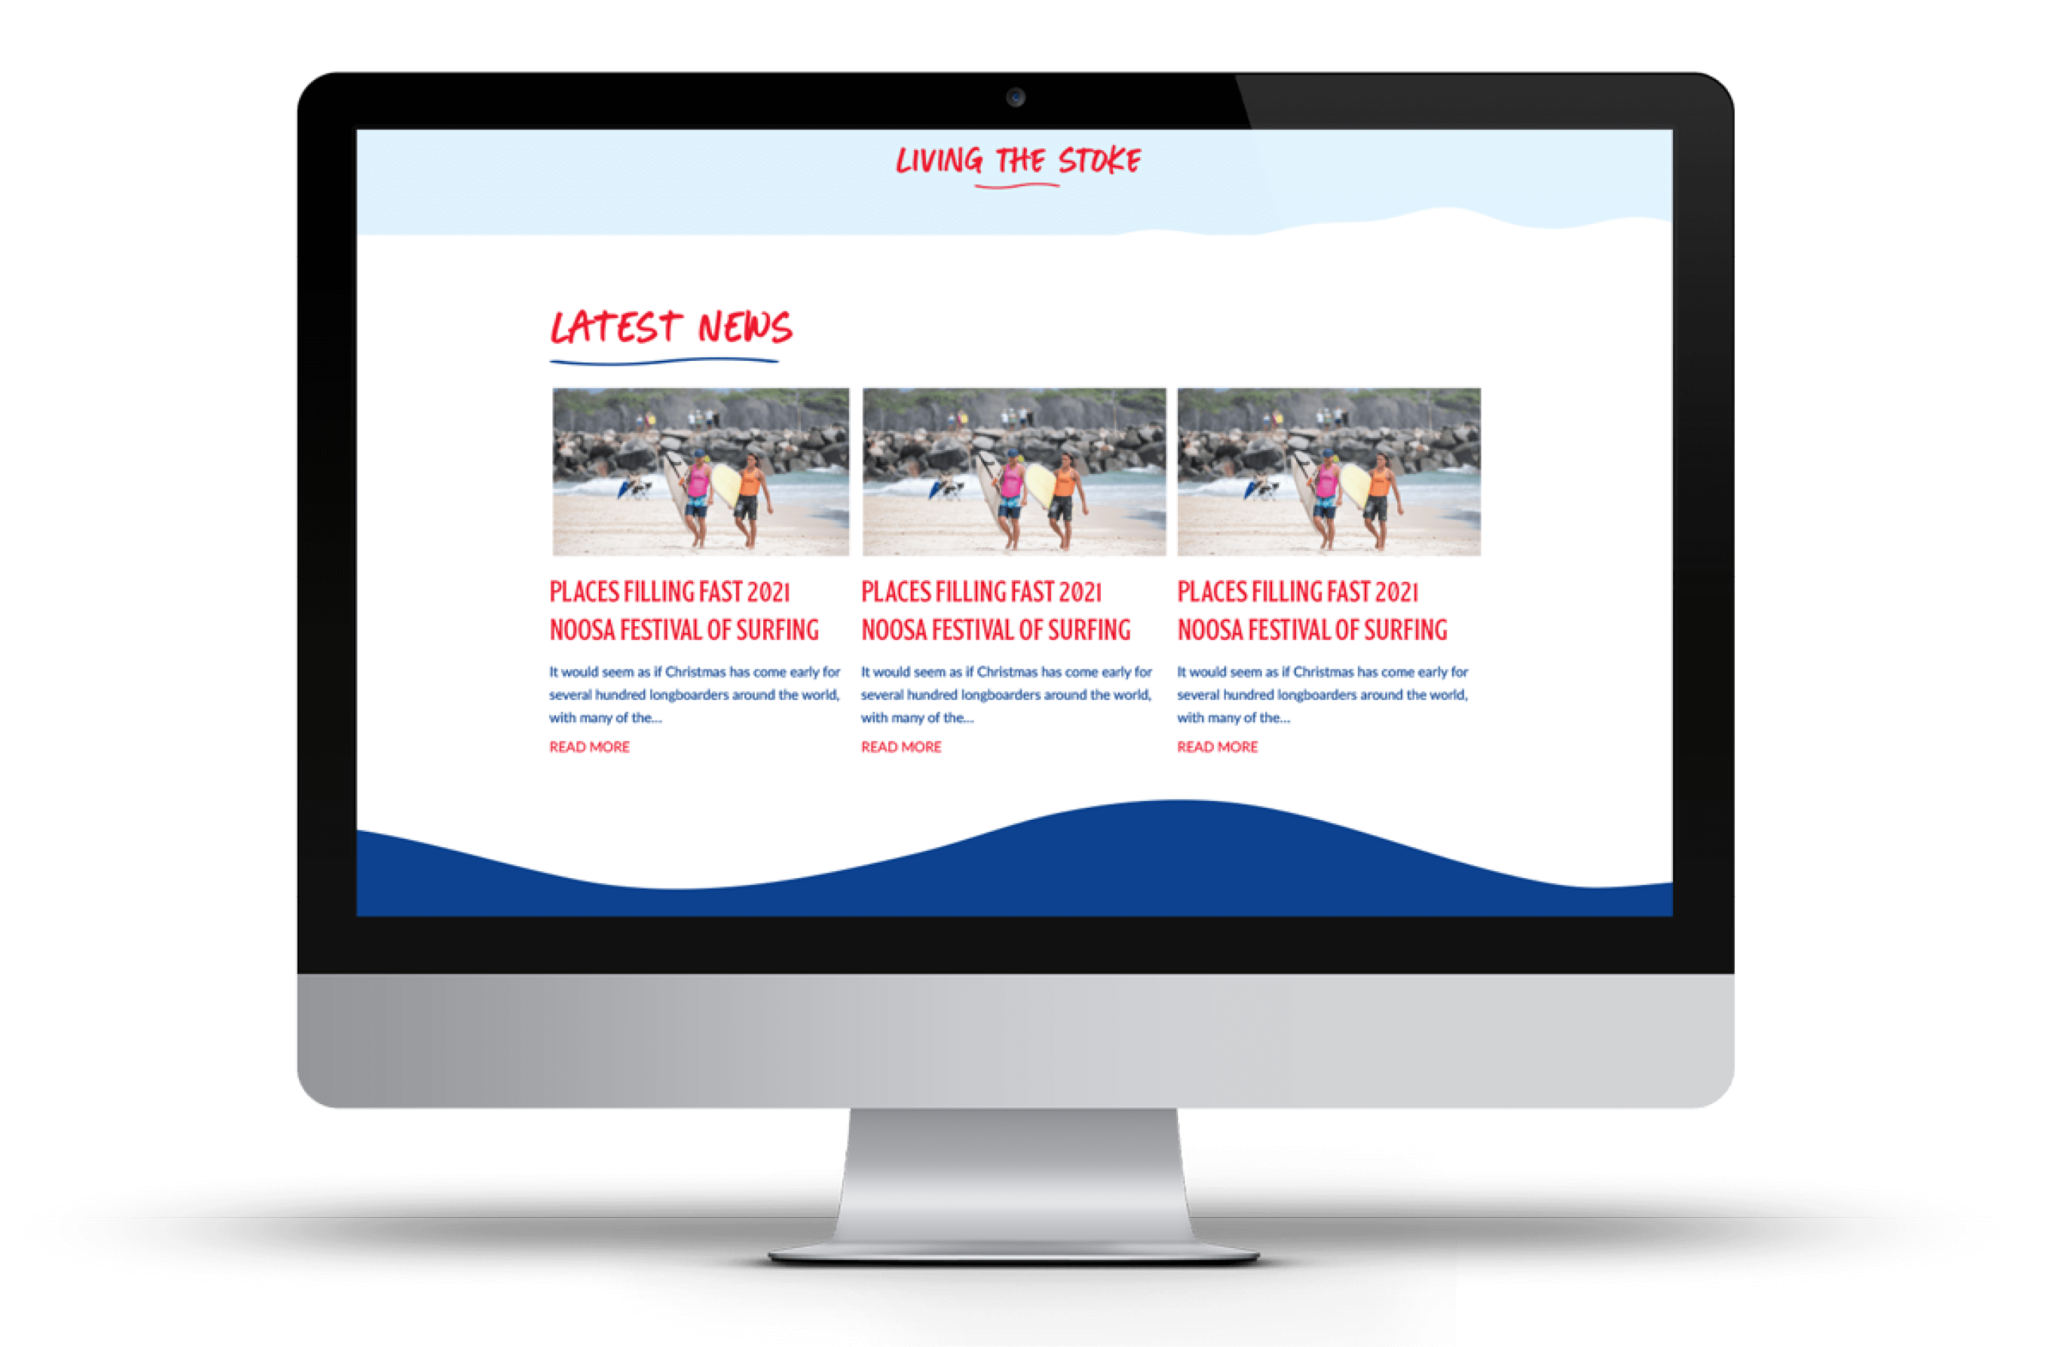 LIVING THE STOKE
LATEST NEWS
PLACES FILLING FAST 2021
NOOSA FESTIVAL OF SURFING
It would seem as if Christmas has come early for
several hundred longboarders around the world,
with many of the...
READ MORE
PLACES FILLING FAST 2021
NOOSA FESTIVAL OF SURFING
It would seem as if Christmas has come early for
several hundred longboarders around the world,
with many of the...
READ MORE
PLACES FILLING FAST 2021
NOOSA FESTIVAL OF SURFING
It would seem as if Christmas has come early for
several hundred longboarders around the world,
with many of the...
READ MORE